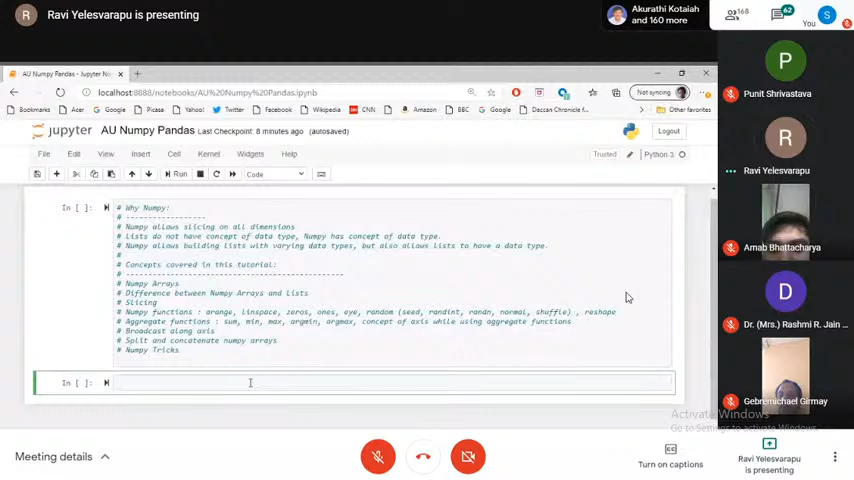 R Ravi Yelesvarapu is presenting
Akurathi Kotaiah
and 160 more
168
62
You
S
AU Numpy Pandas - Jupyter No
localhost:8888/notebooks/AU%20Numpy%20Pandas.ipynb
Not syncing
Bookmarks
Acer
Google
Picasa
Yahoo!
Twitter
Facebook
Wikipedia
CNN
Amazon
BBC
Google
Daccan Chronicle f...
Other favorites
jupyter AU Numpy Pandas Last Checkpoint: 8 minutes ago (autosaved)
Logout
File Edit View Insert Cell Kernel Widgets Help
Trusted
Python 3
Run
Code
In [ ]:
# Why Numpy:
# -----------------
# Numpy allows slicing on all dimensions
# Lists do not have concept of data type, Numpy has concept of data type.
# Numpy allows building lists with varying data types, but also allows lists to have a data type.
#
# Concepts covered in this tutorial:
# ----------------------------------------------
# Numpy Arrays
# Difference between Numpy Arrays and Lists
# Slicing
# Numpy functions : arange, linspace, zeros, ones, eye, random (seed, randint, randn, normal, shuffle) , reshape
# Aggregate functions : sum, min, max, argmin, argmax, concept of axis while using aggregate functions
# Broadcast along axis
# Split and concatenate numpy arrays
# Numpy Tricks
In [ ]:
P
Punit Shrivastava
R
Ravi Yelesvarapu
Arnab Bhattacharya
D
Dr. (Mrs.) Rashmi R. Jain ...
Gebremichael Girmay
Activate Windows
Go to Settings to activate Windows.
Meeting details
Turn on captions
Ravi Yelesvarapu
is presenting